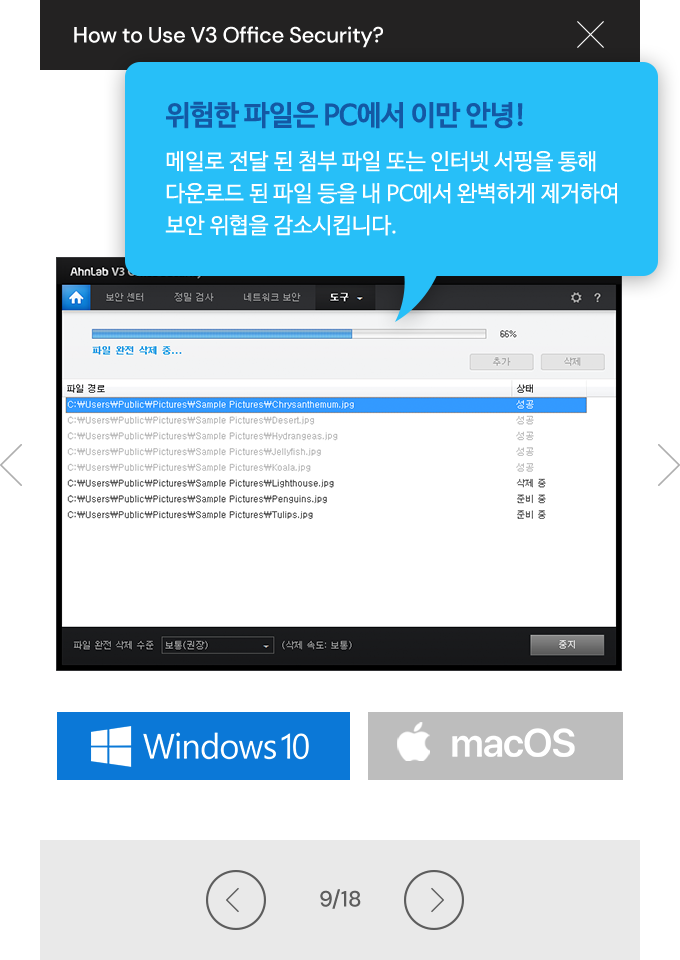 How to Use V3 Office Security?
위험한 파일은 PC에서 이만 안녕!
메일로 전달 된 첨부 파일 또는 인터넷 서핑을 통해
다운로드 된 파일 등을 내 PC에서 완벽하게 제거하여
보안 위협을 감소시킵니다.
AhnLab V3
보안 센터 정밀 검사 네트워크 보안 도구 ?
66%
파일 완전 삭제 중...
추가 삭제
파일 경로 상태
C:₩Users₩Public₩Pictures₩Sample Pictures₩Chrysanthemum.jpg 성공
C:₩Users₩Public₩Pictures₩Sample Pictures₩Desert.jpg 성공
C:₩Users₩Public₩Pictures₩Sample Pictures₩Hydrangeas.jpg 성공
C:₩Users₩Public₩Pictures₩Sample Pictures₩Jellyfish.jpg 성공
C:₩Users₩Public₩Pictures₩Sample Pictures₩Koala.jpg 성공
C:₩Users₩Public₩Pictures₩Sample Pictures₩Lighthouse.jpg 삭제 중
C:₩Users₩Public₩Pictures₩Sample Pictures₩Penguins.jpg 준비 중
C:₩Users₩Public₩Pictures₩Sample Pictures₩Tulips.jpg 준비 중
파일 완전 삭제 수준 보통(권장) (삭제 속도: 보통) 중지
Windows 10 macOS
9/18